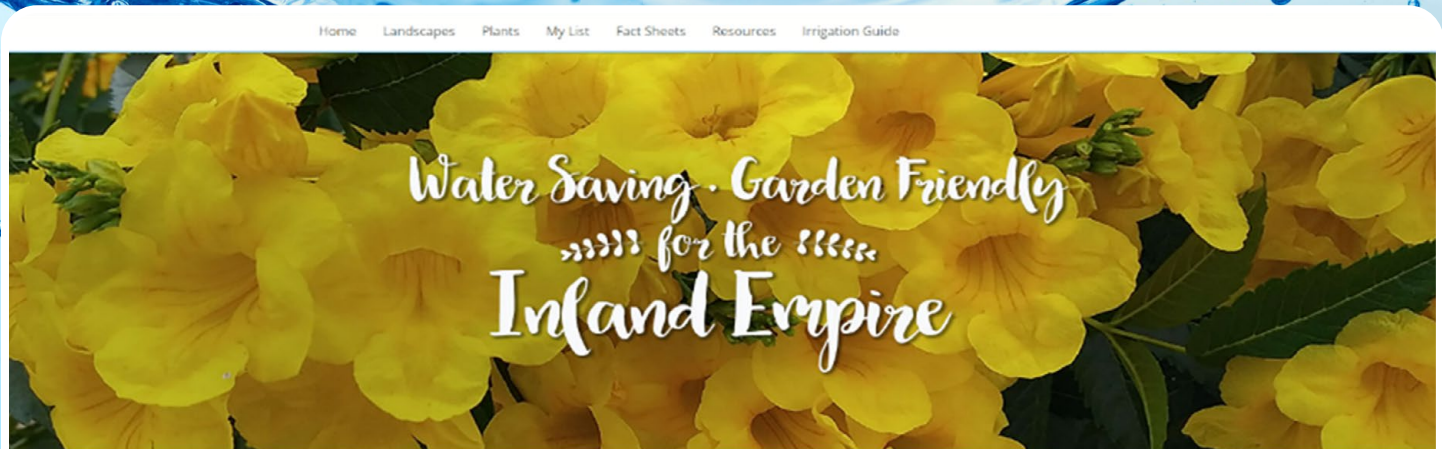 Home Landscapes Plants My List Fact Sheets Resources Irrigation Guide
Water Saving · Garden Friendly
for the
Inland Empire